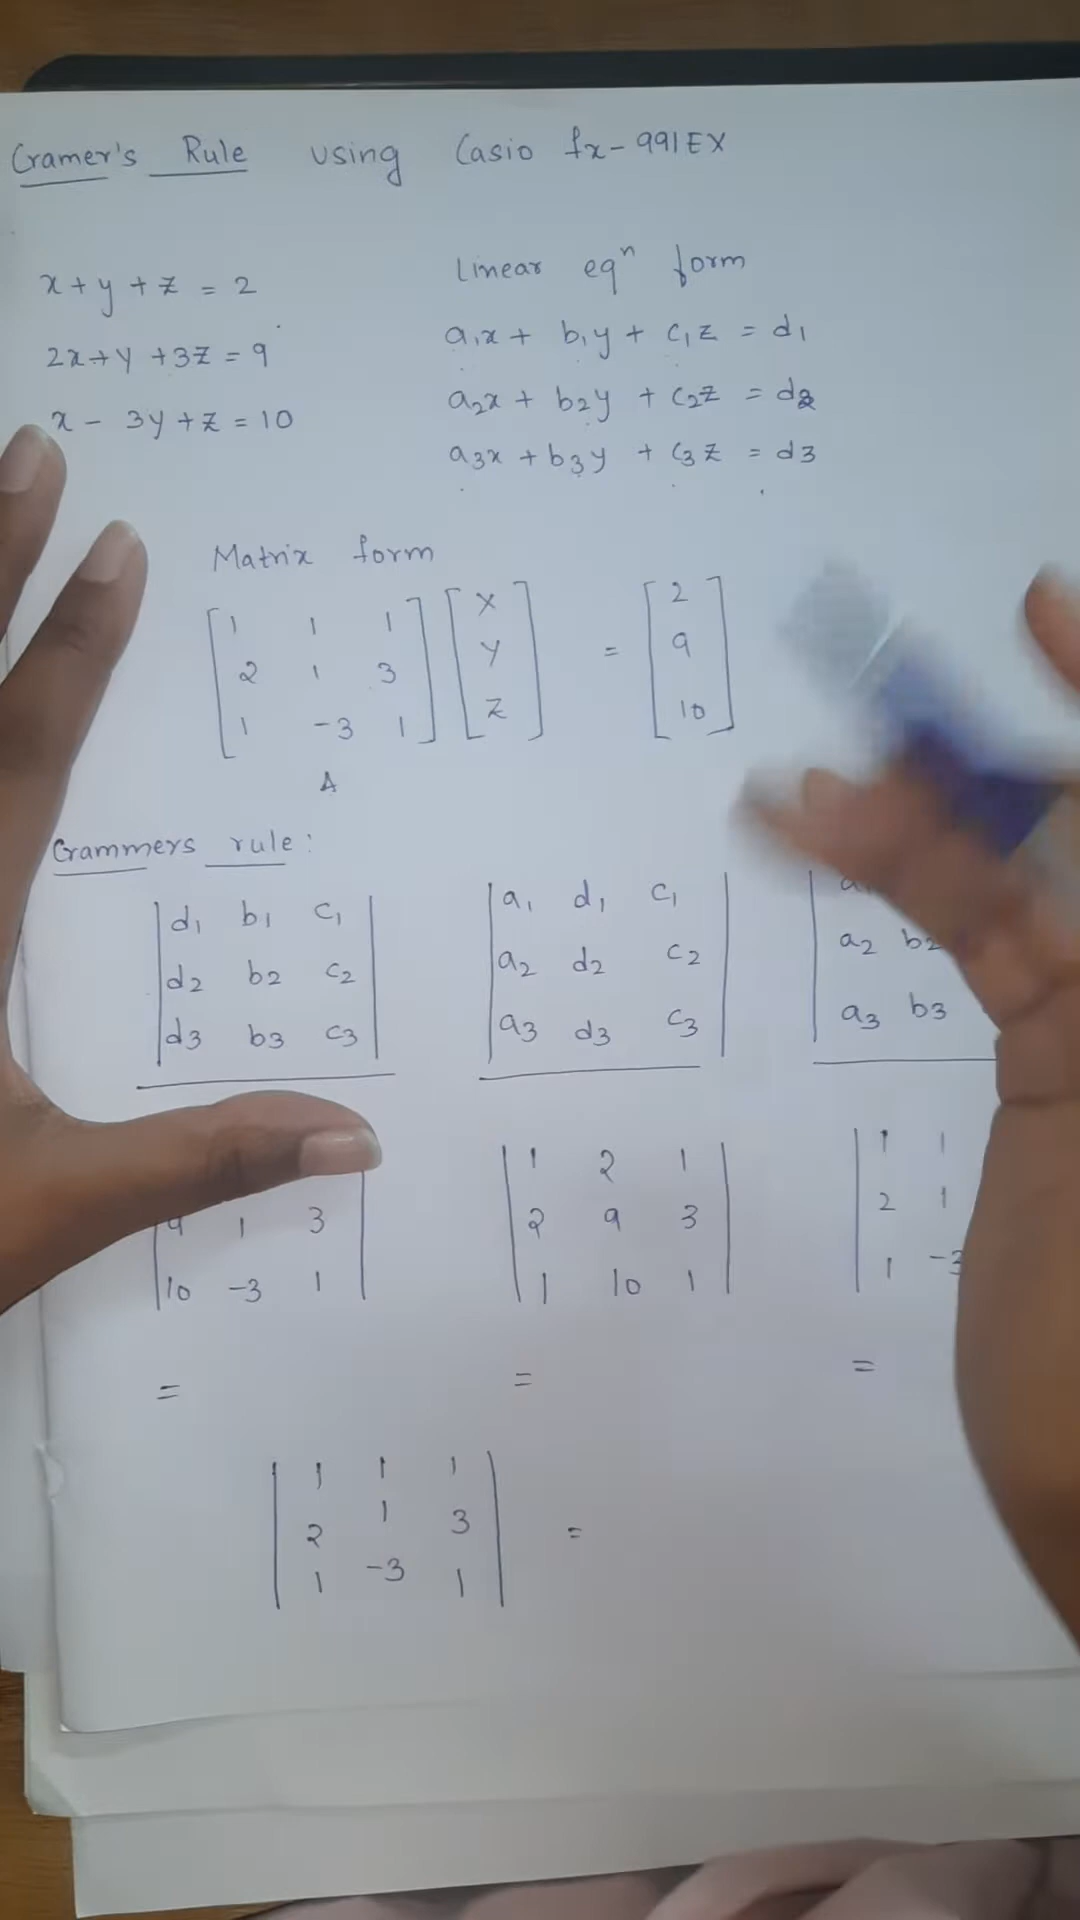 Cramer's Rule using Casio fx-991EX
x + y + z = 2
2x + y + 3z = 9
x - 3y + z = 10
Linear eqⁿ form
a₁x + b₁y + c₁z = d₁
a₂x + b₂y + c₂z = d₂
a₃x + b₃y + c₃z = d₃
Matrix form
1 1 1 x = 2
2 1 3 y 9
1 -3 1 z 10
A
Crammers rule:
d₁ b₁ c₁
d₂ b₂ c₂
d₃ b₃ c₃
a₁ d₁ c₁
a₂ d₂ c₂
a₃ d₃ c₃
a₂ b₂
a₃ b₃
9 1 3
10 -3 1
=
1 2 1
2 9 3
1 10 1
=
1 1
2 1
1 -3
=
1 1 1
2 1 3 =
1 -3 1